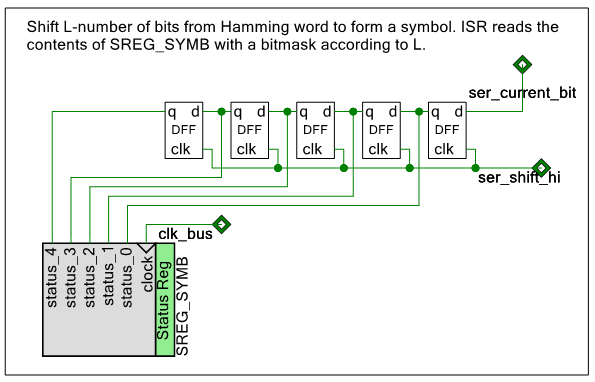 Shift L-number of bits from Hamming word to form a symbol. ISR reads the
contents of SREG_SYMB with a bitmask according to L.
ser_current_bit
q d q d q d q d q d
DFF DFF DFF DFF DFF
clk clk clk clk clk
ser_shift_hi
clk_bus
status_4
status_3
status_2
status_1
status_0
clock
Status Reg
SREG_SYMB